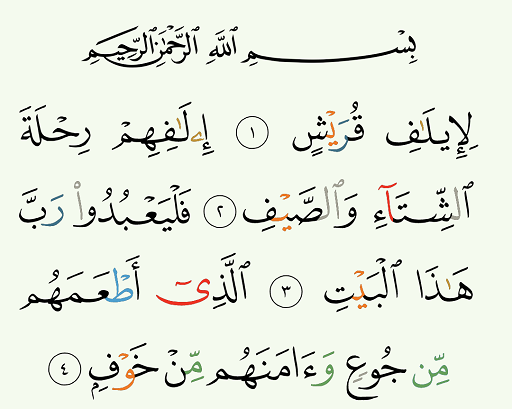 بِسْمِ ٱللَّهِ ٱلرَّحْمَٰنِ ٱلرَّحِيمِ
لِإِيلَٰفِ قُرَيْشٍ ١ إِۦلَٰفِهِمْ رِحْلَةَ
ٱلشِّتَآءِ وَٱلصَّيْفِ ٢ فَلْيَعْبُدُوا۟ رَبَّ
هَٰذَا ٱلْبَيْتِ ٣ ٱلَّذِىٓ أَطْعَمَهُم
مِّن جُوعٍ وَءَامَنَهُم مِّنْ خَوْفٍ ٤